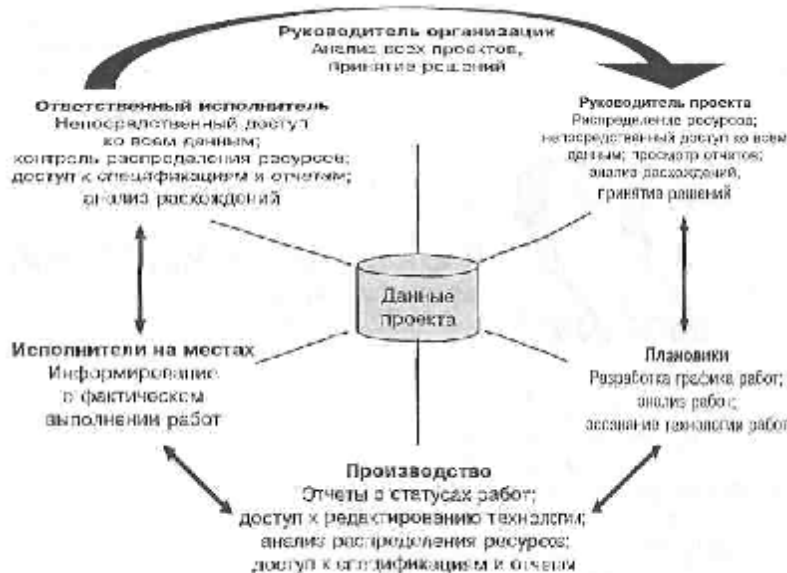 Руководитель организации
Анализ всех проектов,
Принятие решений
Ответственный исполнитель
Непосредственный доступ
ко всем данным;
контроль распределения ресурсов;
доступ к спецификациям и отчетам;
анализ расхождений
Руководитель проекта
Распределение ресурсов;
непосредственный доступ ко всем
данным; просмотр отчетов;
анализ расхождений,
принятие решений
Данные
проекта
Исполнители на местах
Информирование
о фактическом
выполнении работ
Плановики
Разработка графика работ;
анализ работ;
технологии работ
Производство
Отчеты о статусах работ;
доступ к редактированию технологии;
анализ распределения ресурсов;
доступ к спецификациям и отчетам